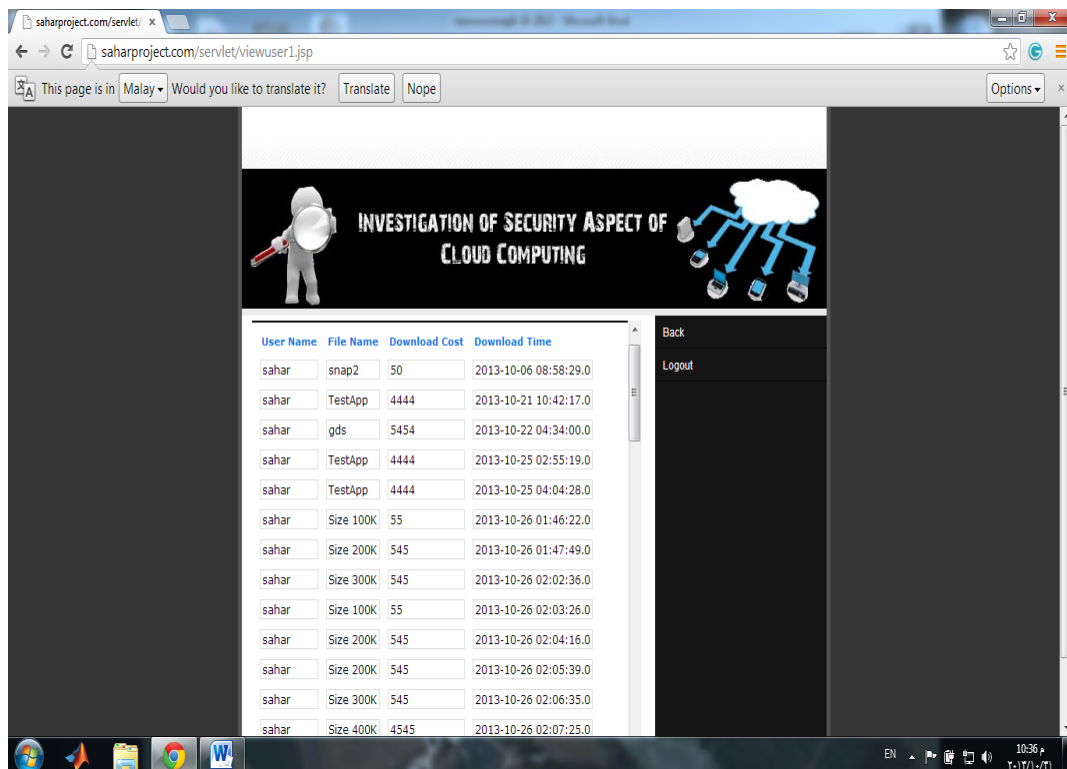 saharproject.com/servlet/
saharproject.com/servlet/viewuser1.jsp
This page is in Malay Would you like to translate it? Translate Nope Options
INVESTIGATION OF SECURITY ASPECT OF
CLOUD COMPUTING
User Name File Name Download Cost Download Time
sahar snap2 50 2013-10-06 08:58:29.0
sahar TestApp 4444 2013-10-21 10:42:17.0
sahar gds 5454 2013-10-22 04:34:00.0
sahar TestApp 4444 2013-10-25 02:55:19.0
sahar TestApp 4444 2013-10-25 04:04:28.0
sahar Size 100K 55 2013-10-26 01:46:22.0
sahar Size 200K 545 2013-10-26 01:47:49.0
sahar Size 300K 545 2013-10-26 02:02:36.0
sahar Size 100K 55 2013-10-26 02:03:26.0
sahar Size 200K 545 2013-10-26 02:04:16.0
sahar Size 200K 545 2013-10-26 02:05:39.0
sahar Size 300K 545 2013-10-26 02:06:35.0
sahar Size 400K 4545 2013-10-26 02:07:25.0
Back
Logout
EN
10:36 م
٢٠١٣/١٠/٣١